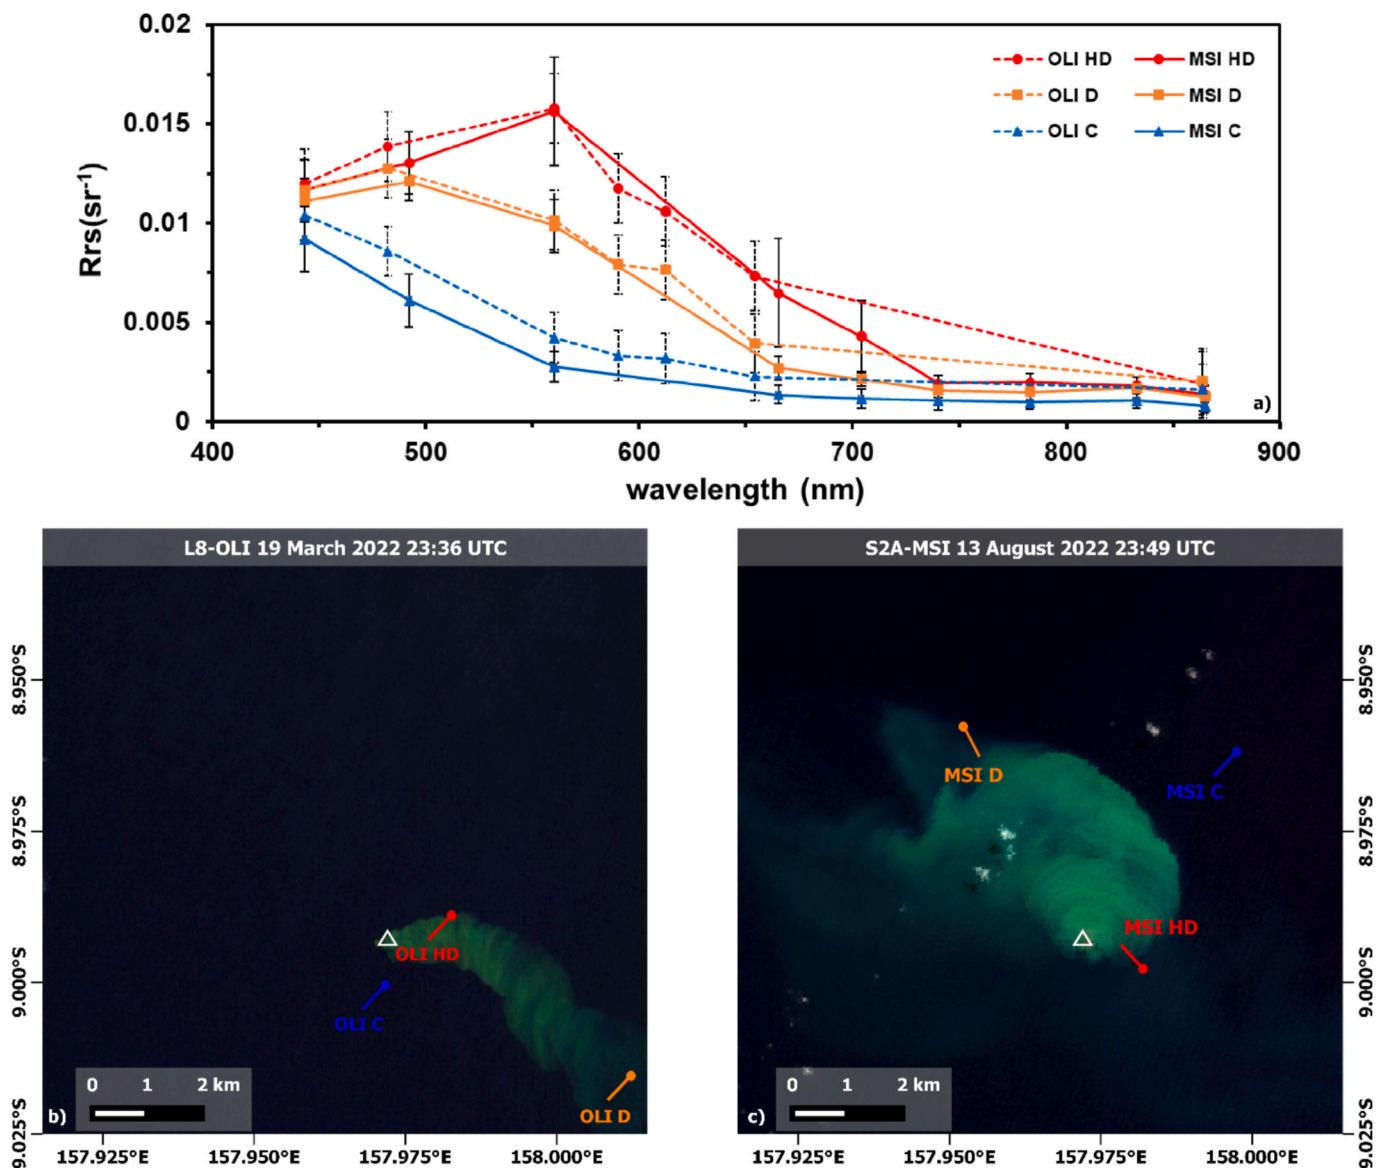 0.02
0.015
0.01
0.005
0
Rrs(sr-1)
OLI HD
MSI HD
OLI D
MSI D
OLI C
MSI C
a)
400
500
600
700
800
900
wavelength (nm)
L8-OLI 19 March 2022 23:36 UTC
S2A-MSI 13 August 2022 23:49 UTC
8.950°S
8.975°S
9.000°S
9.025°S
OLI HD
OLI C
OLI D
0 1 2 km
b)
157.925°E
157.950°E
157.975°E
158.000°E
MSI D
MSI C
MSI HD
0 1 2 km
c)
8.950°S
8.975°S
9.000°S
9.025°S
157.925°E
157.950°E
157.975°E
158.000°E